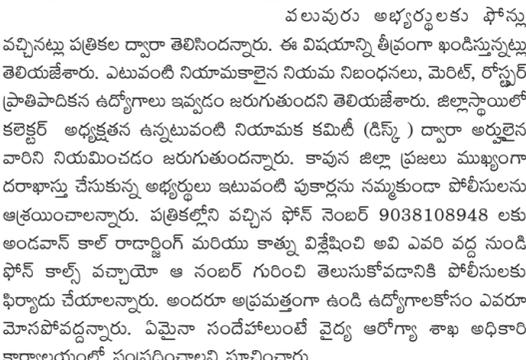 వలువురు అభ్యర్థులకు ఫోన్లు
వచ్చినట్లు పత్రికల ద్వారా తెలిసిందన్నారు. ఈ విషయాన్ని తీవ్రంగా ఖండిస్తున్నట్లు
తెలియజేశారు. ఎటువంటి నియామకాలైన నియమ నిబంధనలు, మెరిట్, రోస్టర్
ప్రాతిపాదికన ఉద్యోగాలు ఇవ్వడం జరుగుతుందని తెలియజేశారు. జిల్లాస్థాయిలో
కలెక్టర్ అధ్యక్షతన ఉన్నటువంటి నియామక కమిటీ (డిస్క్ ) ద్వారా అర్హులైన
వారిని నియమించడం జరుగుతుందన్నారు. కావున జిల్లా ప్రజలు ముఖ్యంగా
దరాఖాస్తు చేసుకున్న అభ్యర్థులు ఇటువంటి పుకార్లను నమ్మకుండా పోలీసులను
ఆశ్రయించాలన్నారు. పత్రికల్లోని వచ్చిన ఫోన్ నెంబర్ 9038108948 లకు
అండవాన్ కాల్ రాడార్జింగ్ మరియు కాత్ను విశ్లేషించి అవి ఎవరి వద్ద నుండి
ఫోన్ కాల్స్ వచ్చాయో ఆ నంబర్ గురించి తెలుసుకోవడానికి పోలీసులకు
ఫిర్యాదు చేయాలన్నారు. అందరూ అప్రమత్తంగా ఉండి ఉద్యోగాలకోసం ఎవరూ
మోసపోవద్దన్నారు. ఏమైనా సందేహాలుంటే వైద్య ఆరోగ్యా శాఖ అధికారి
కార్యాలయంలో సంప్రదించాలని సూచించారు.